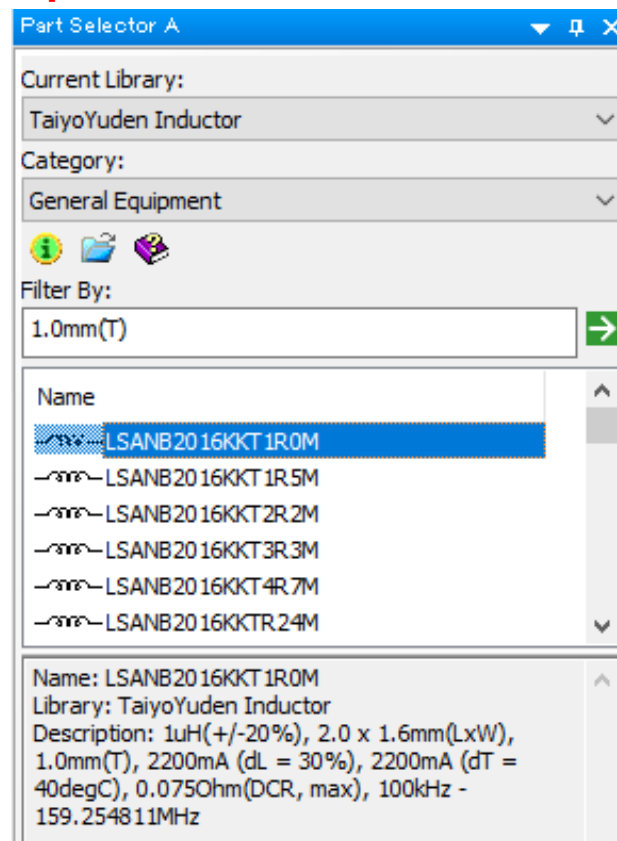 Part Selector A
Current Library:
TaiyoYuden Inductor
Category:
General Equipment
Filter By:
1.0mm(T)
Name
LSANB2016KKT1R0M
LSANB2016KKT1R5M
LSANB2016KKT2R2M
LSANB2016KKT3R3M
LSANB2016KKT4R7M
LSANB2016KKTR24M
Name: LSANB2016KKT1R0M
Library: TaiyoYuden Inductor
Description: 1uH(+/-20%), 2.0 x 1.6mm(LxW),
1.0mm(T), 2200mA (dL = 30%), 2200mA (dT =
40degC), 0.075Ohm(DCR, max), 100kHz -
159.254811MHz